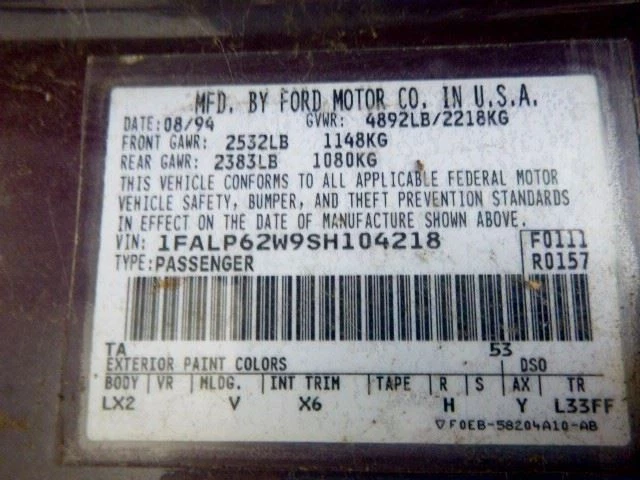 MFD. BY FORD MOTOR CO. IN U.S.A.
DATE: 08/94 GVWR: 4892LB/2218KG
FRONT GAWR: 2532LB 1148KG
REAR GAWR: 2383LB 1080KG
THIS VEHICLE CONFORMS TO ALL APPLICABLE FEDERAL MOTOR
VEHICLE SAFETY, BUMPER, AND THEFT PREVENTION STANDARDS
IN EFFECT ON THE DATE OF MANUFACTURE SHOWN ABOVE.
VIN: 1FALP62W9SH104218 F0111
TYPE: PASSENGER R0157
TA 53
EXTERIOR PAINT COLORS DSO
BODY VR MLDG. INT TRIM TAPE R S AX TR
LX2 V X6 H Y L33FF
▽F0EB-58204A10-AB